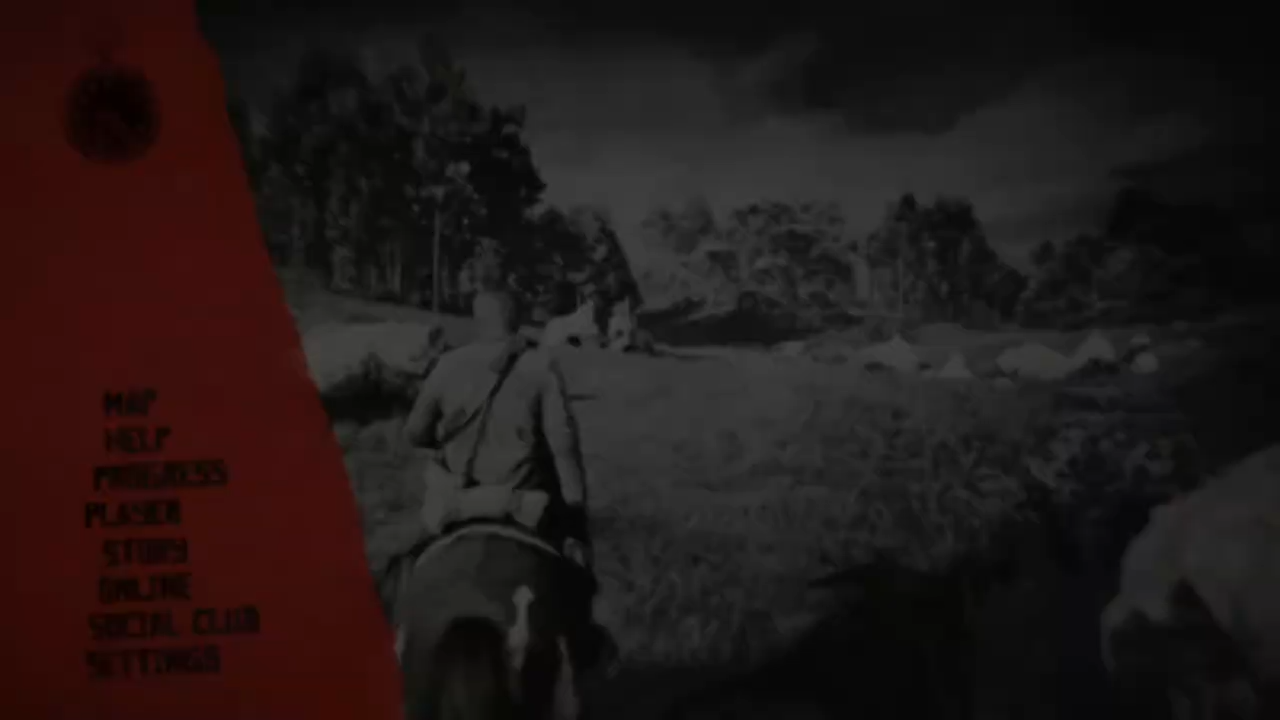 MAP
HELP
PROGRESS
PLAYER
STORY
ONLINE
SOCIAL CLUB
SETTINGS